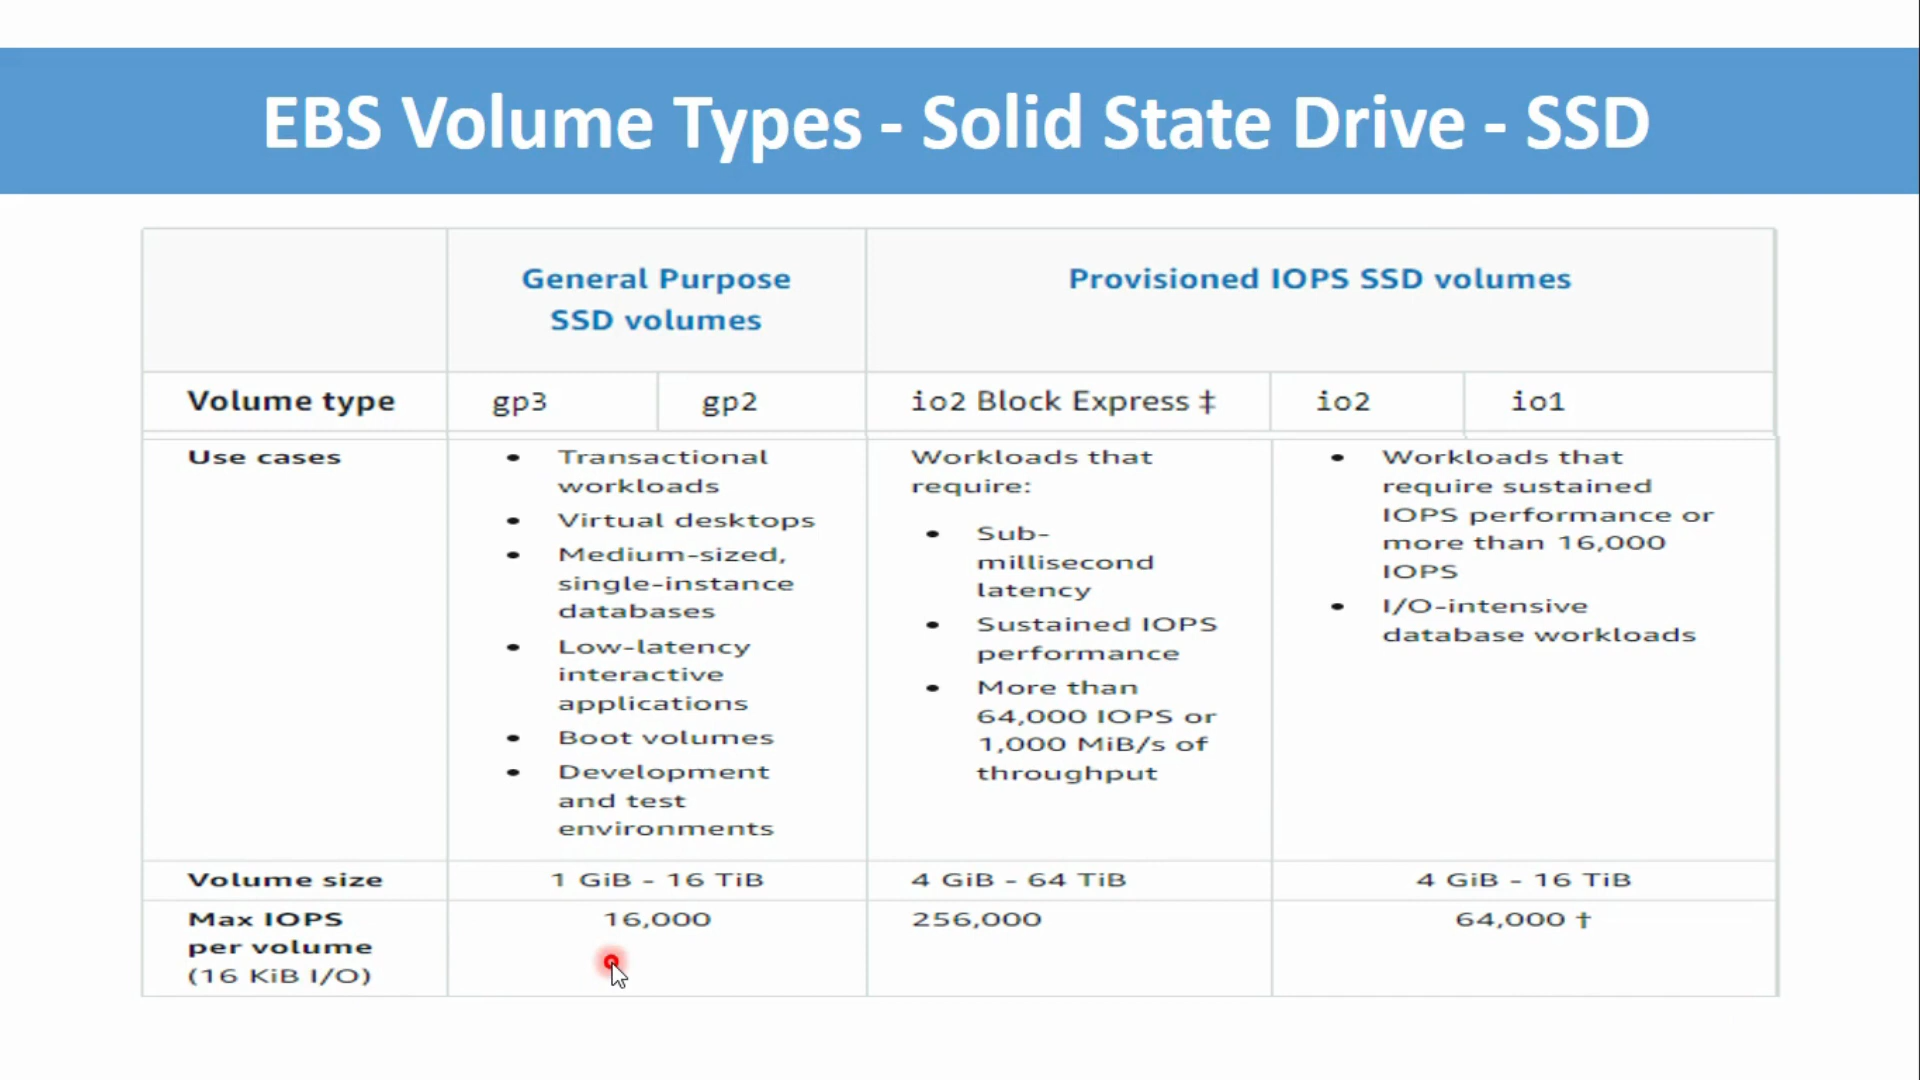 EBS Volume Types - Solid State Drive - SSD
General Purpose
SSD volumes
Provisioned IOPS SSD volumes
Volume type
gp3
gp2
io2 Block Express ‡
io2
io1
Use cases
• Transactional
workloads
• Virtual desktops
• Medium-sized,
single-instance
databases
• Low-latency
interactive
applications
• Boot volumes
• Development
and test
environments
Workloads that
require:
• Sub-
millisecond
latency
• Sustained IOPS
performance
• More than
64,000 IOPS or
1,000 MiB/s of
throughput
• Workloads that
require sustained
IOPS performance or
more than 16,000
IOPS
• I/O-intensive
database workloads
Volume size
1 GiB - 16 TiB
4 GiB - 64 TiB
4 GiB - 16 TiB
Max IOPS
per volume
(16 KiB I/O)
16,000
256,000
64,000 †